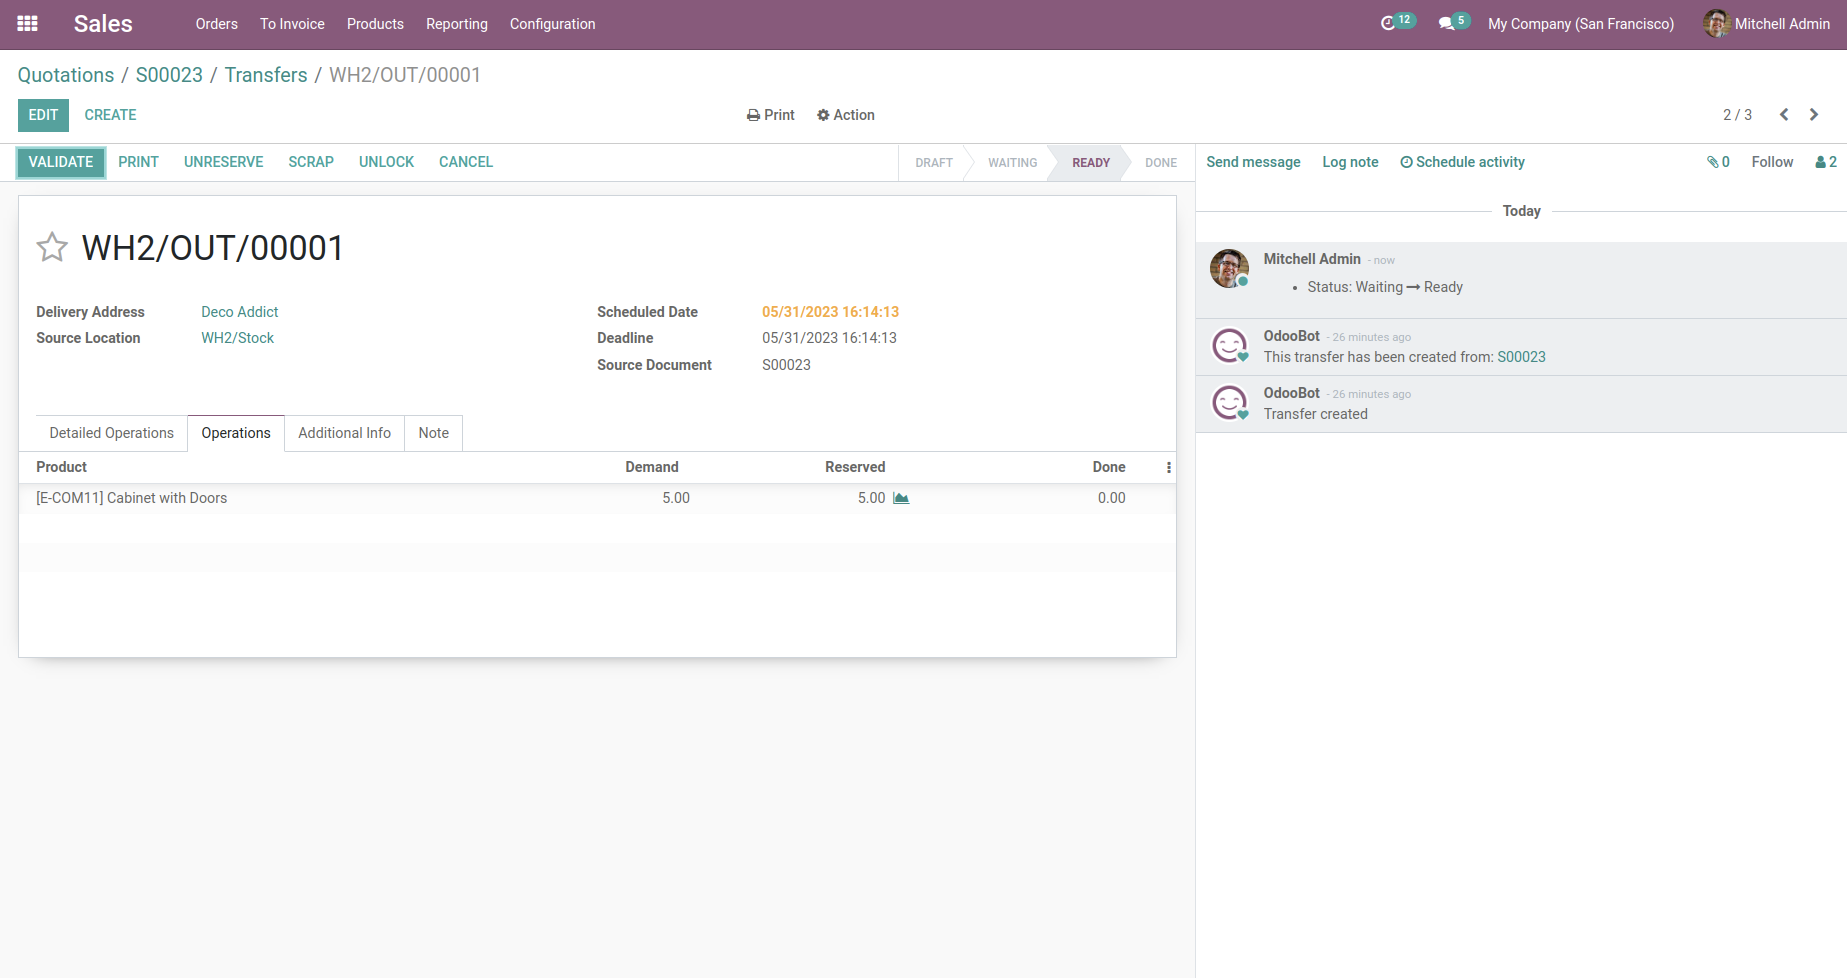 Sales Orders To Invoice Products Reporting Configuration 12 5 My Company (San Francisco) Mitchell Admin
Quotations / S00023 / Transfers / WH2/OUT/00001
EDIT CREATE Print Action 2 / 3
VALIDATE PRINT UNRESERVE SCRAP UNLOCK CANCEL DRAFT WAITING READY DONE
Send message Log note Schedule activity 0 Follow 2
WH2/OUT/00001
Delivery Address Deco Addict
Source Location WH2/Stock
Scheduled Date 05/31/2023 16:14:13
Deadline 05/31/2023 16:14:13
Source Document S00023
Detailed Operations Operations Additional Info Note
Product Demand Reserved Done
[E-COM11] Cabinet with Doors 5.00 5.00 0.00
Today
Mitchell Admin - now
• Status: Waiting → Ready
OdooBot - 26 minutes ago
This transfer has been created from: S00023
OdooBot - 26 minutes ago
Transfer created